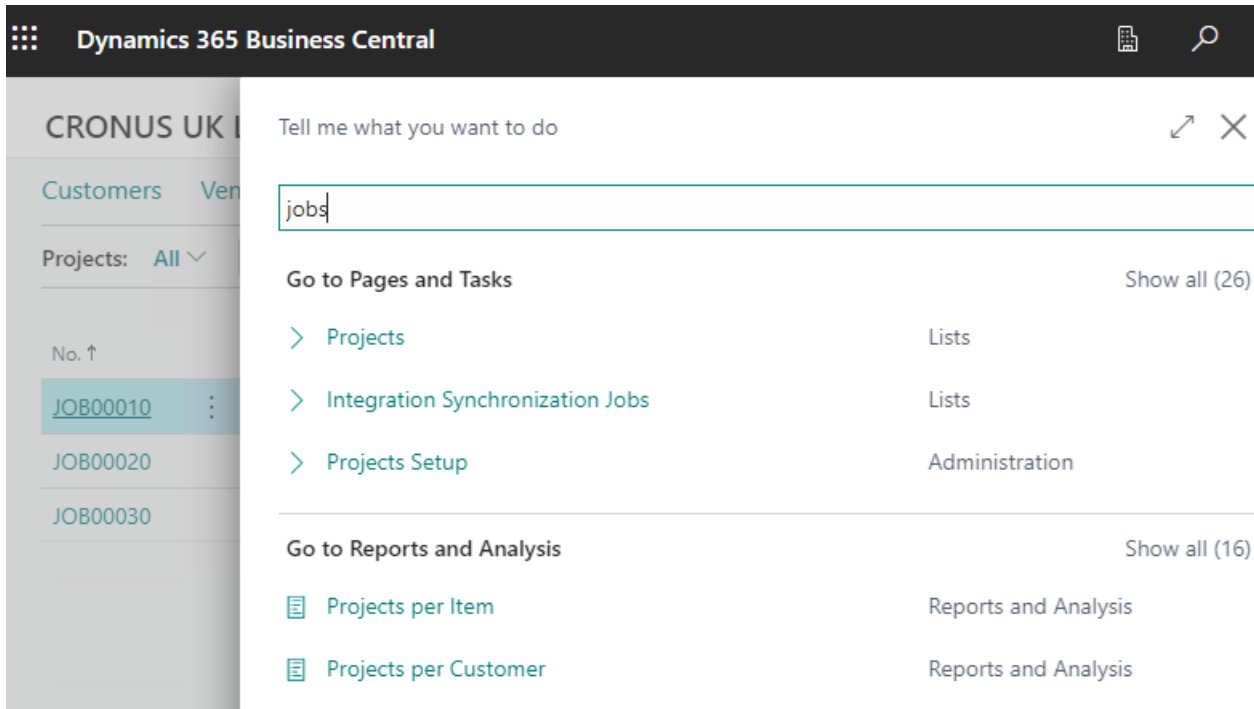 Dynamics 365 Business Central
CRONUS UK
Customers
Projects: All
No. ↑
JOB00010
JOB00020
JOB00030
Tell me what you want to do
jobs
Go to Pages and Tasks Show all (26)
Projects Lists
Integration Synchronization Jobs Lists
Projects Setup Administration
Go to Reports and Analysis Show all (16)
Projects per Item Reports and Analysis
Projects per Customer Reports and Analysis